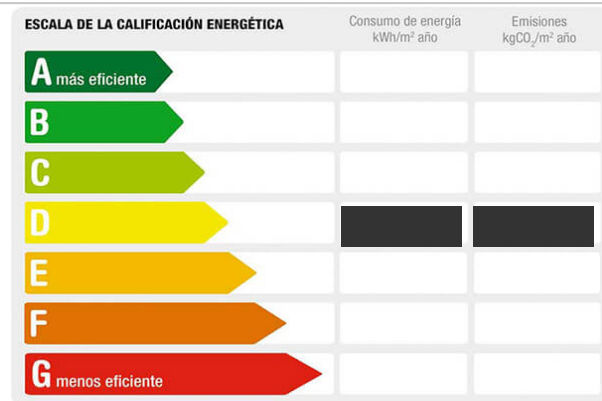 ESCALA DE LA CALIFICACIÓN ENERGÉTICA
Consumo de energía
kWh/m² año
Emisiones
kgCO₂/m² año
A más eficiente
B
C
D
E
F
G menos eficiente